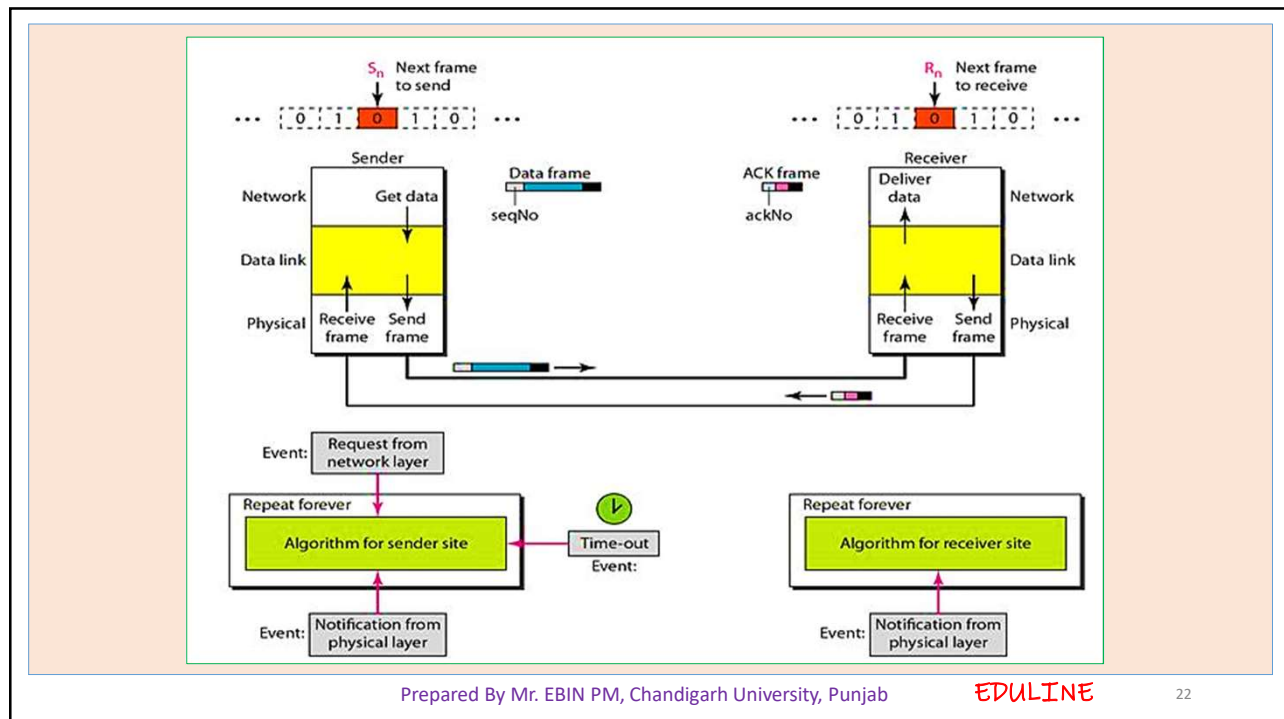 Sn Next frame
to send
Rn Next frame
to receive
... 0 1 0 1 0 ...
... 0 1 0 1 0 ...
Sender
Receiver
Data frame
seqNo
ACK frame
ackNo
Network
Get data
Deliver
data
Network
Data link
Data link
Physical
Receive
frame
Send
frame
Receive
frame
Send
frame
Physical
Event:
Request from
network layer
Repeat forever
Algorithm for sender site
Time-out
Event:
Event:
Notification from
physical layer
Repeat forever
Algorithm for receiver site
Event:
Notification from
physical layer
Prepared By Mr. EBIN PM, Chandigarh University, Punjab EDULINE 22